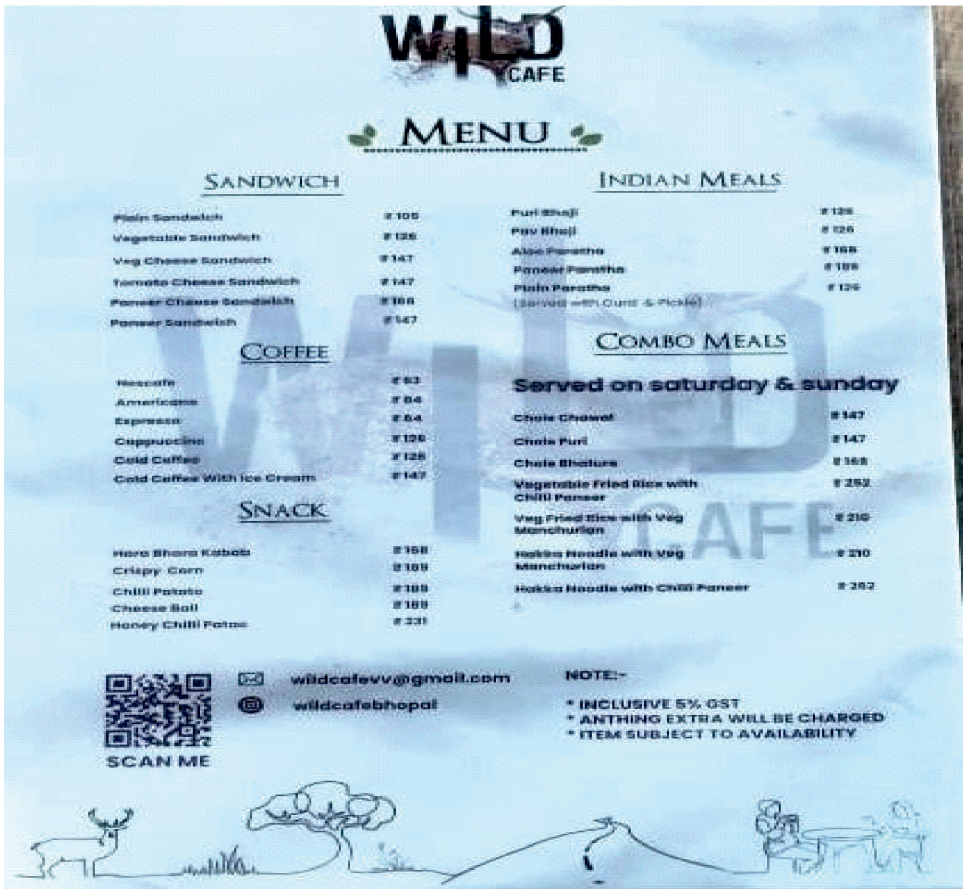 WILD
CAFE
MENU
SANDWICH
Plain Sandwich ₹105
Vegetable Sandwich ₹126
Veg Cheese Sandwich ₹147
Tomato Cheese Sandwich ₹147
Paneer Cheese Sandwich ₹168
Paneer Sandwich ₹147
COFFEE
Nescafe ₹63
Americano ₹84
Espresso ₹84
Cappuccino ₹126
Cold Coffee ₹126
Cold Coffee With Ice Cream ₹147
SNACK
Hara Bhara Kabab ₹168
Crispy Corn ₹189
Chilli Potato ₹189
Cheese Ball ₹189
Honey Chilli Potao ₹231
INDIAN MEALS
Puri Bhaji ₹126
Pav Bhaji ₹126
Aloo Paratha ₹168
Paneer Paratha ₹189
Plain Paratha ₹126
(Served with Curd & Pickle)
COMBO MEALS
Served on saturday & sunday
Chole Chawal ₹147
Chole Puri ₹147
Chole Bhature ₹168
Vegetable Fried Rice with ₹252
Chilli Paneer
Veg Fried Rice with Veg ₹210
Manchurian
Hakka Noodle with Veg ₹210
Manchurian
Hakka Noodle with Chilli Paneer ₹252
WILD
CAFE
SCAN ME
wildcafevv@gmail.com
wildcafebhopal
NOTE:-
* INCLUSIVE 5% GST
* ANTHING EXTRA WILL BE CHARGED
* ITEM SUBJECT TO AVAILABILITY